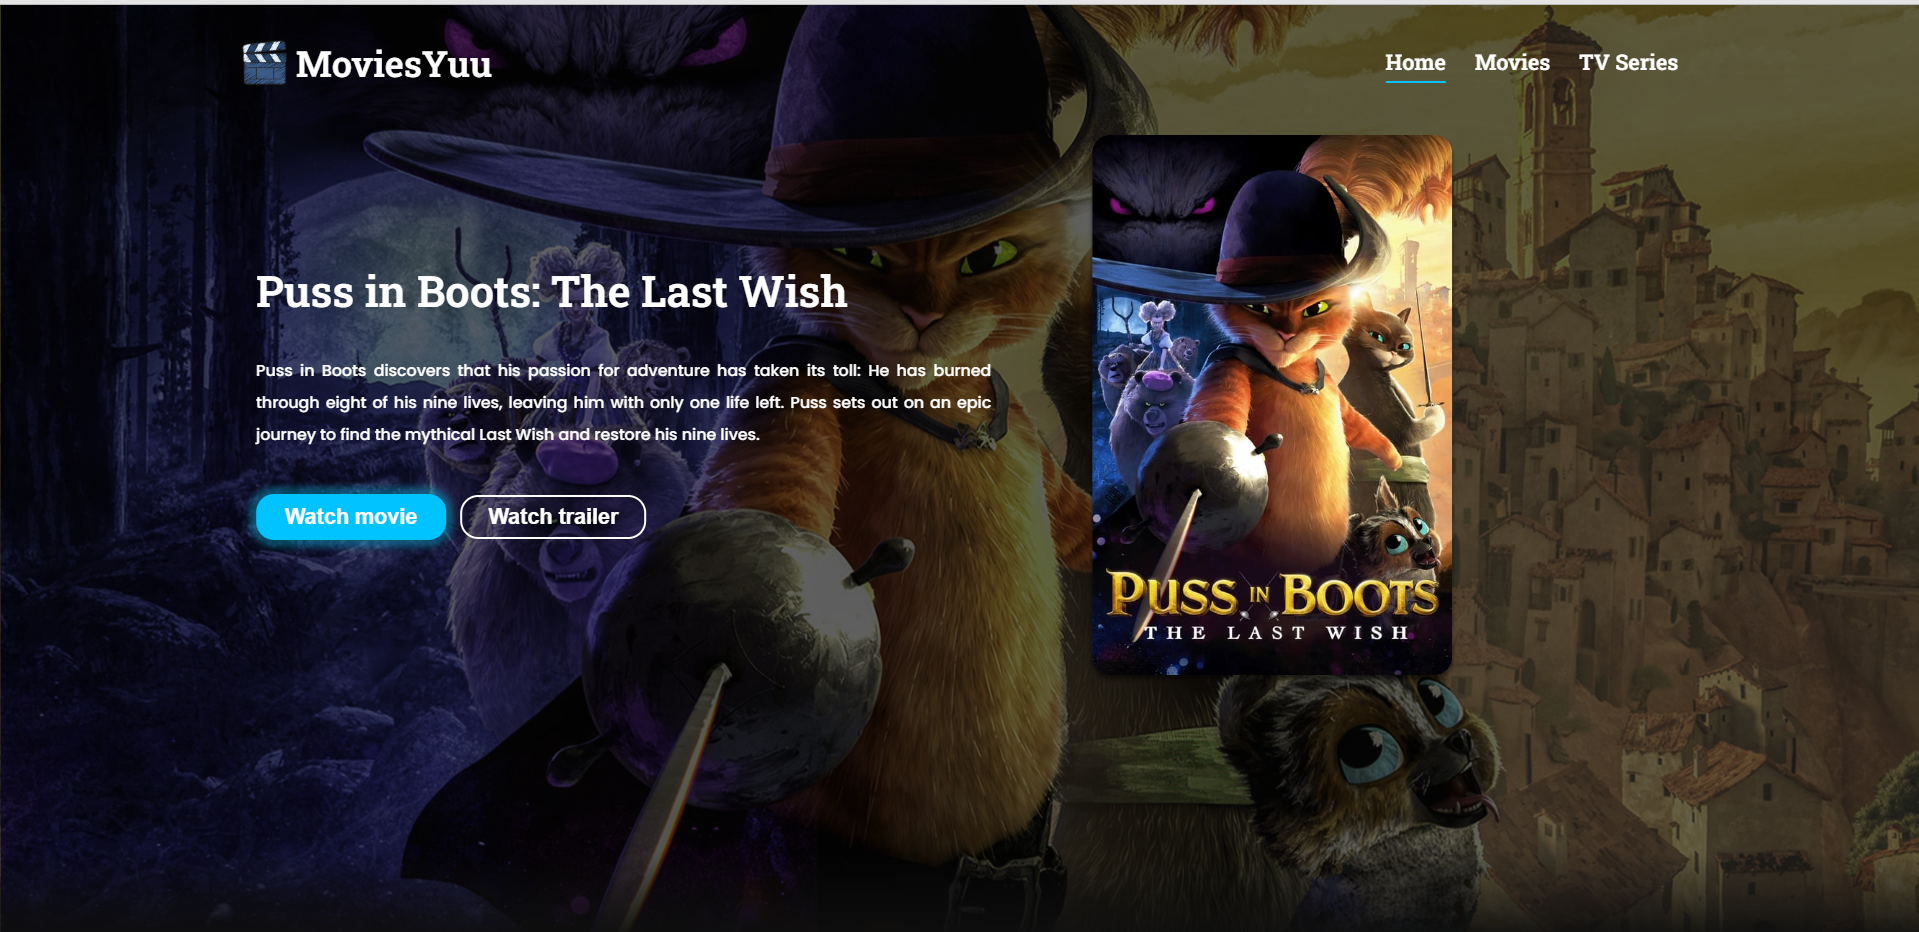 MoviesYuu
Home Movies TV Series
Puss in Boots: The Last Wish
Puss in Boots discovers that his passion for adventure has taken its toll: He has burned
through eight of his nine lives, leaving him with only one life left. Puss sets out on an epic
journey to find the mythical Last Wish and restore his nine lives.
Watch movie Watch trailer
PUSS IN BOOTS
THE LAST WISH